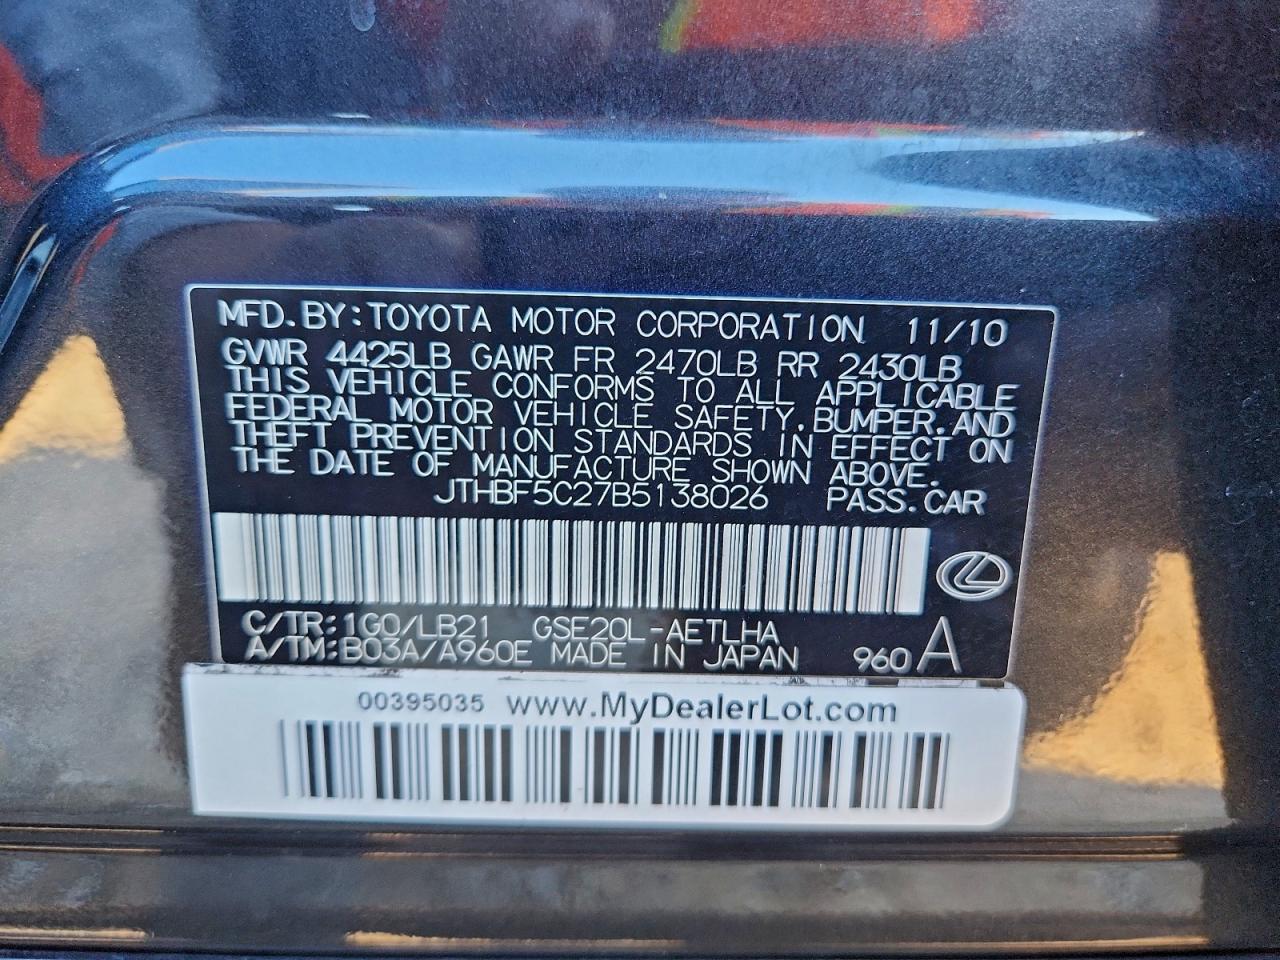 MFD.BY:TOYOTA MOTOR CORPORATION 11/10
GVWR 4425LB GAWR FR 2470LB RR 2430LB
THIS VEHICLE CONFORMS TO ALL APPLICABLE
FEDERAL MOTOR VEHICLE SAFETY,BUMPER,AND
THEFT PREVENTION STANDARDS IN EFFECT ON
THE DATE OF MANUFACTURE SHOWN ABOVE.
JTHBF5C27B5138026 PASS.CAR
C/TR:1G0/LB21 GSE20L-AETLHA
A/TM:B03A/A960E MADE IN JAPAN 960 A
00395035 www.MyDealerLot.com